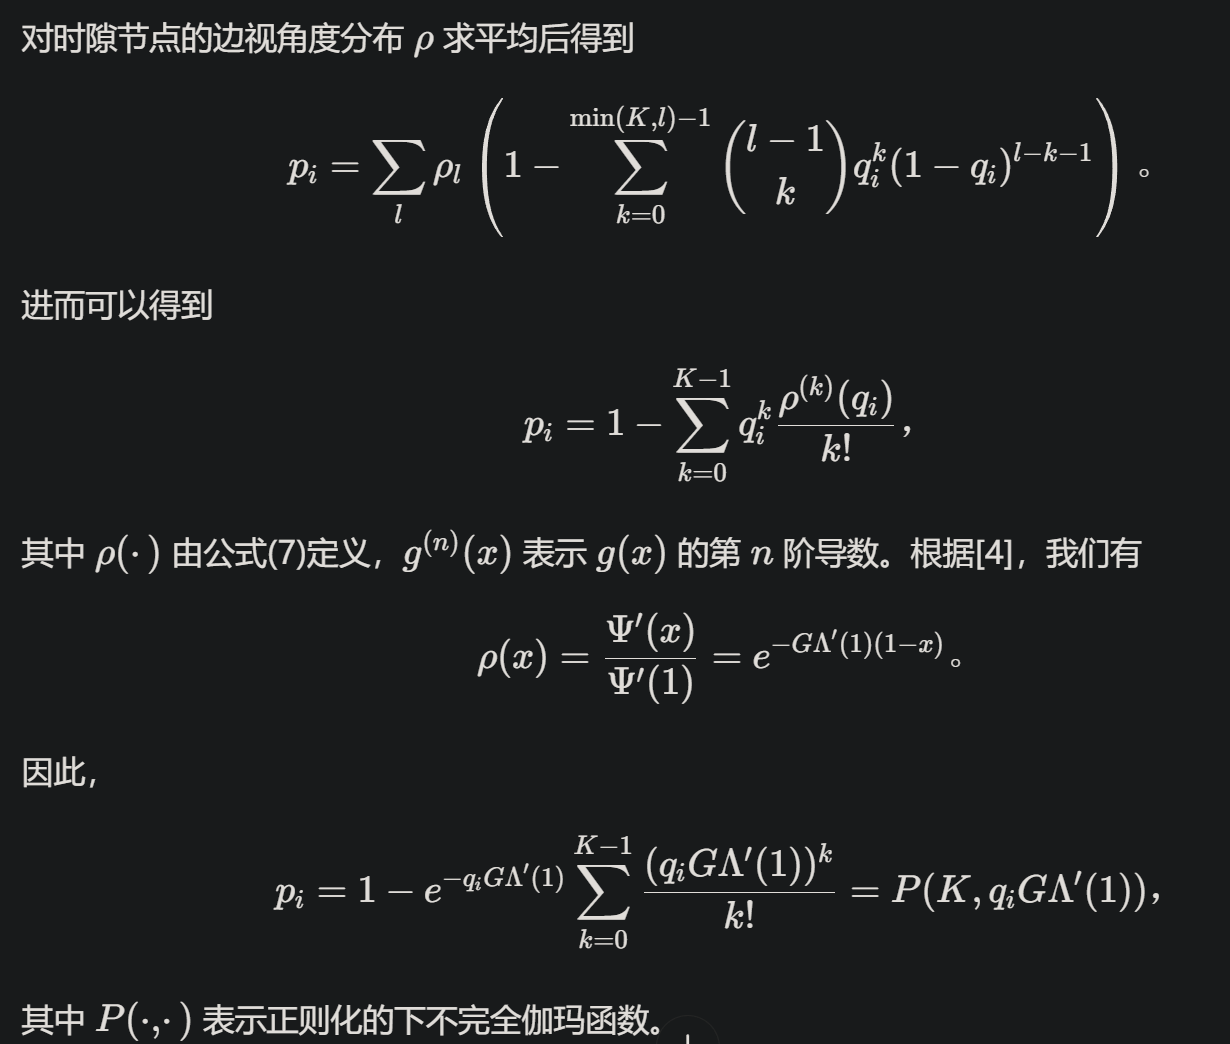 对时隙节点的边视角度分布 ρ 求平均后得到
$p_i = \sum_{l} \rho_l \left( 1 - \sum_{k=0}^{\min(K,l)-1} \binom{l-1}{k} q_i^k (1-q_i)^{l-k-1} \right)$ 。
进而可以得到
$p_i = 1 - \sum_{k=0}^{K-1} q_i^k \frac{\rho^{(k)}(q_i)}{k!}$，
其中 $\rho(\cdot)$ 由公式(7)定义，$g^{(n)}(x)$ 表示 $g(x)$ 的第 $n$ 阶导数。根据[4]，我们有
$\rho(x) = \frac{\Psi'(x)}{\Psi'(1)} = e^{-G\Lambda'(1)(1-x)}$。
因此,
$p_i = 1 - e^{-q_i G\Lambda'(1)} \sum_{k=0}^{K-1} \frac{(q_i G\Lambda'(1))^k}{k!} = P(K, q_i G\Lambda'(1))$，
其中 $P(\cdot,\cdot)$ 表示正则化的下不完全伽玛函数。